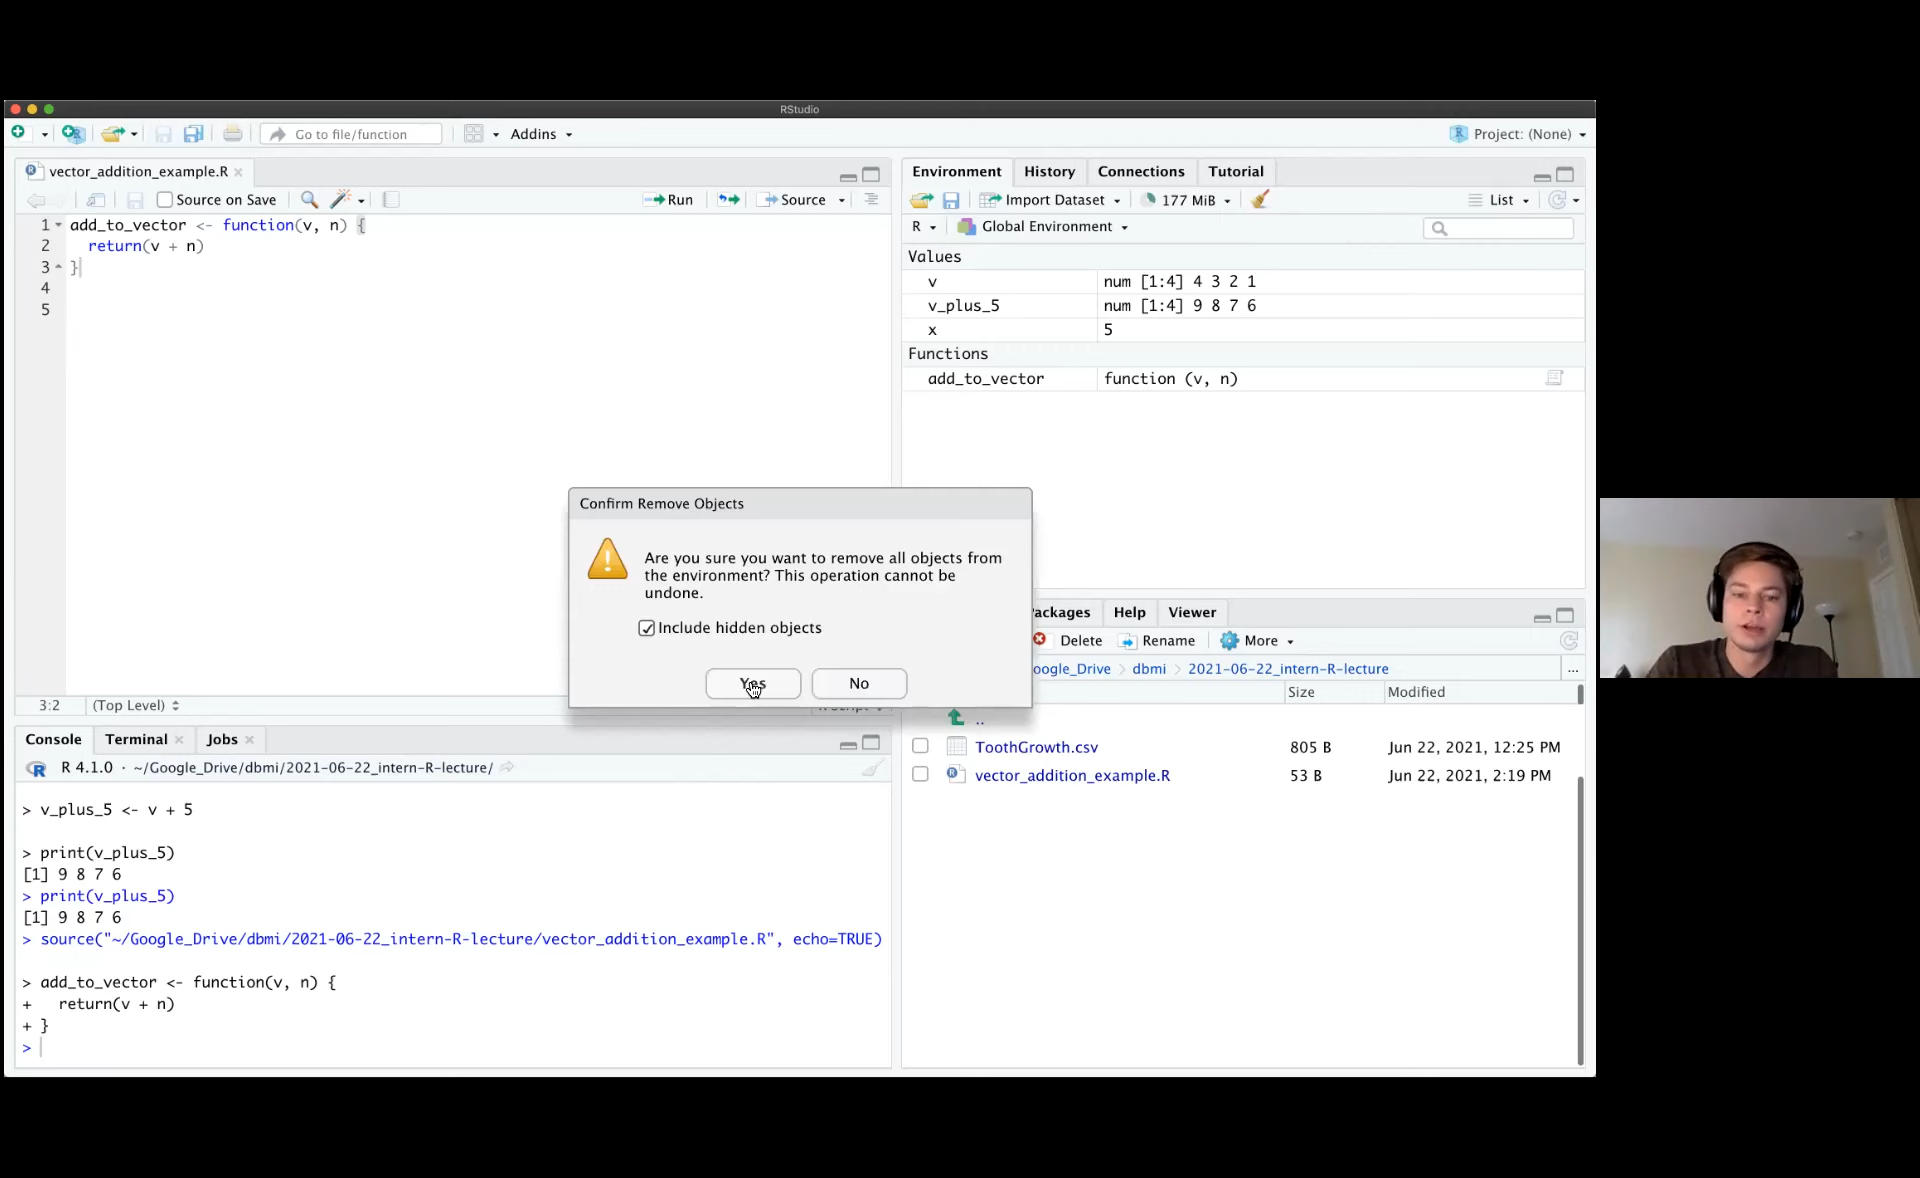 RStudio
Go to file/function
Addins
Project: (None)
vector_addition_example.R
Source on Save
Run
Source
1 add_to_vector <- function(v, n) {
2 return(v + n)
3 }
4
5
3:2
(Top Level)
Environment
History
Connections
Tutorial
Import Dataset
177 MiB
List
R
Global Environment
Values
v num [1:4] 4 3 2 1
v_plus_5 num [1:4] 9 8 7 6
x 5
Functions
add_to_vector function (v, n)
Confirm Remove Objects
Are you sure you want to remove all objects from
the environment? This operation cannot be
undone.
Include hidden objects
Yes
No
Help
Viewer
Delete
Rename
More
dbmi
2021-06-22_intern-R-lecture
...
Size
Modified
..
ToothGrowth.csv 805 B Jun 22, 2021, 12:25 PM
vector_addition_example.R 53 B Jun 22, 2021, 2:19 PM
Console
Terminal
Jobs
R 4.1.0 · ~/Google_Drive/dbmi/2021-06-22_intern-R-lecture/
> v_plus_5 <- v + 5
> print(v_plus_5)
[1] 9 8 7 6
> print(v_plus_5)
[1] 9 8 7 6
> source("~/Google_Drive/dbmi/2021-06-22_intern-R-lecture/vector_addition_example.R", echo=TRUE)
> add_to_vector <- function(v, n) {
+ return(v + n)
+ }
>